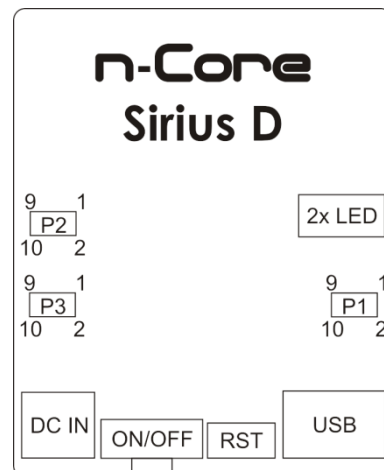 n-Core
Sirius D
9 1
P2
10 2
2x LED
9 1
P3
10 2
9 1
P1
10 2
DC IN
ON/OFF
RST
USB